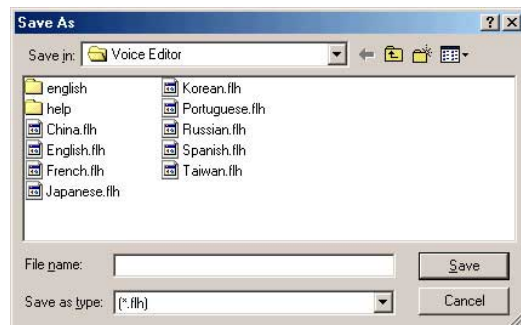 Save As
Save in: Voice Editor
english
help
China.flh
English.flh
French.flh
Japanese.flh
Korean.flh
Portuguese.flh
Russian.flh
Spanish.flh
Taiwan.flh
File name:
Save
Save as type: (*.flh)
Cancel